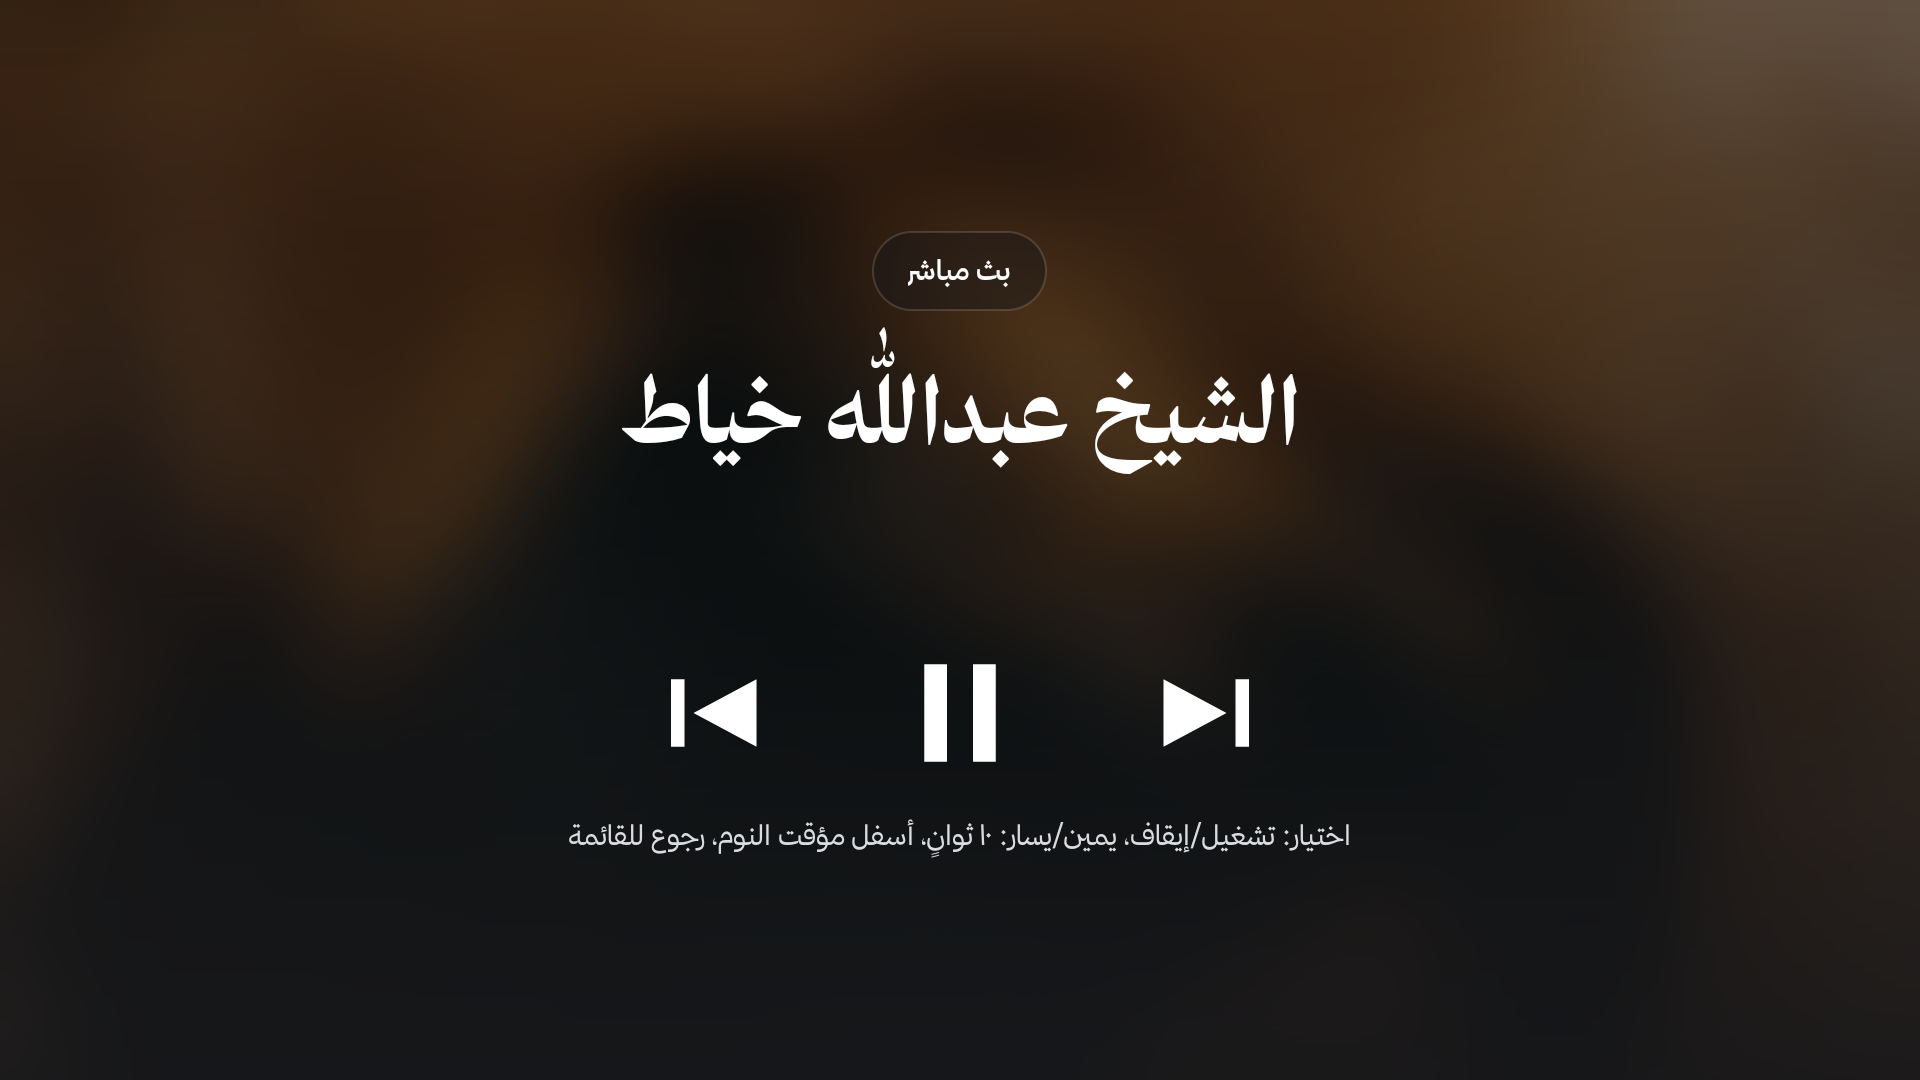 بث مباشر
الشيخ عبدالله خياط
اختيار: تشغيل/إيقاف، يمين/يسار: ١٠ ثوانٍ، أسفل مؤقت النوم، رجوع للقائمة